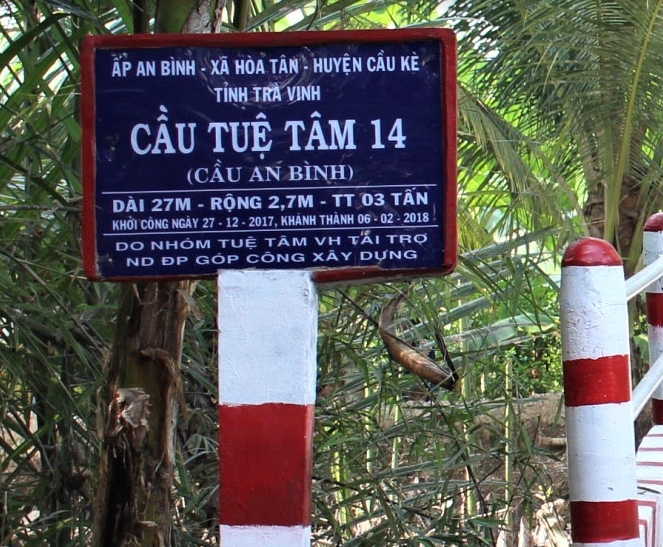 ẤP AN BÌNH - XÃ HÒA TÂN - HUYỆN CẦU KÈ
TỈNH TRÀ VINH
CẦU TUỆ TÂM 14
(CẦU AN BÌNH)
DÀI 27M - RỘNG 2,7M - TT 03 TẤN
KHỞI CÔNG NGÀY 27 - 12 - 2017, KHÁNH THÀNH 06 - 02 - 2018
DO NHÓM TUỆ TÂM VH TÀI TRỢ
ND ĐP GÓP CÔNG XÂY DỰNG